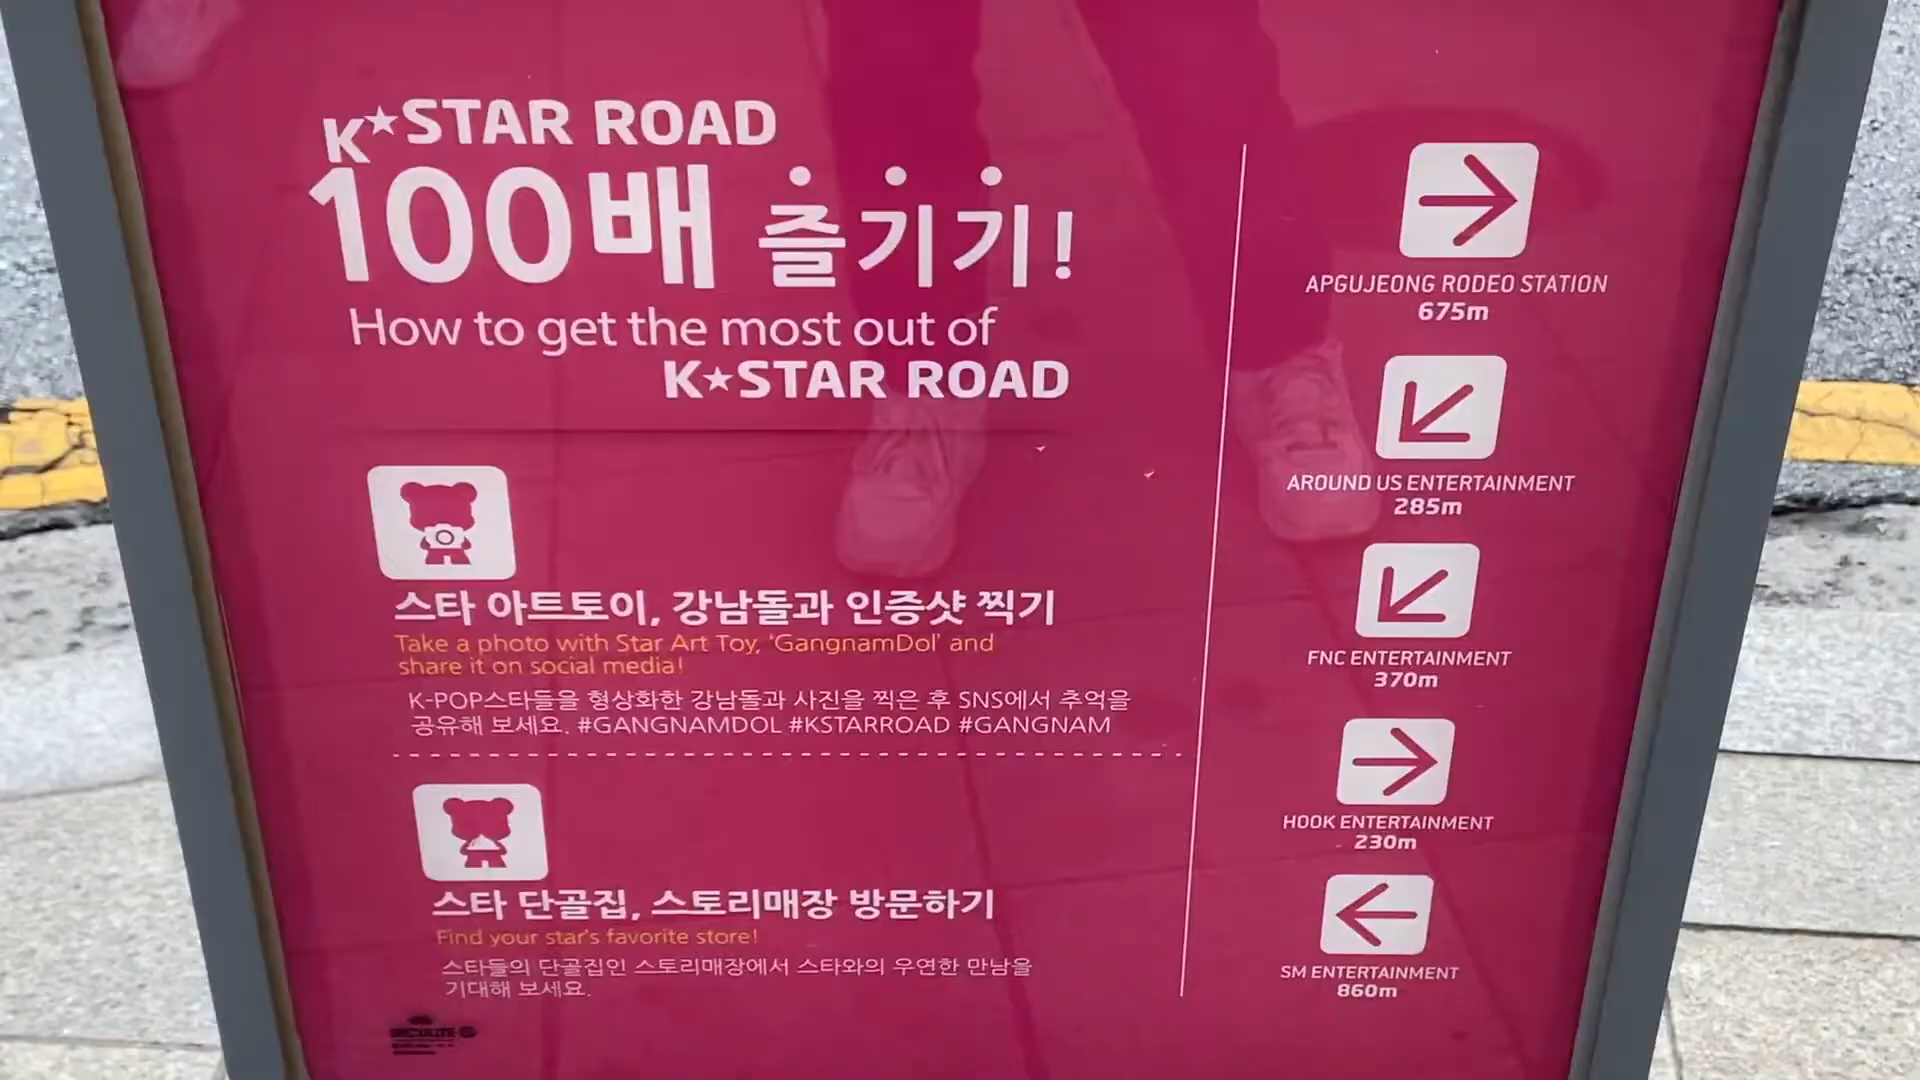 K★STAR ROAD
100배 즐기기!
How to get the most out of
K★STAR ROAD
스타 아트토이, 강남돌과 인증샷 찍기
Take a photo with Star Art Toy, 'GangnamDol' and
share it on social media!
K-POP스타들을 형상화한 강남돌과 사진을 찍은 후 SNS에서 추억을
공유해 보세요. #GANGNAMDOL #KSTARROAD #GANGNAM
스타 단골집, 스토리매장 방문하기
Find your star's favorite store!
스타들의 단골집인 스토리매장에서 스타와의 우연한 만남을
기대해 보세요.
APGUJEONG RODEO STATION
675m
AROUND US ENTERTAINMENT
285m
FNC ENTERTAINMENT
370m
HOOK ENTERTAINMENT
230m
SM ENTERTAINMENT
860m